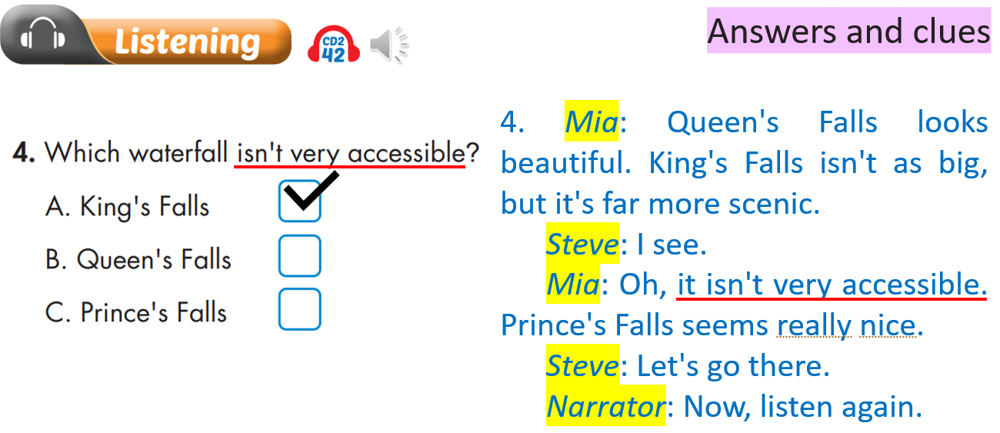 Listening
CD2
42
Answers and clues
4. Which waterfall isn't very accessible?
A. King's Falls
B. Queen's Falls
C. Prince's Falls
4. Mia: Queen's Falls looks
beautiful. King's Falls isn't as big,
but it's far more scenic.
Steve: I see.
Mia: Oh, it isn't very accessible.
Prince's Falls seems really nice.
Steve: Let's go there.
Narrator: Now, listen again.